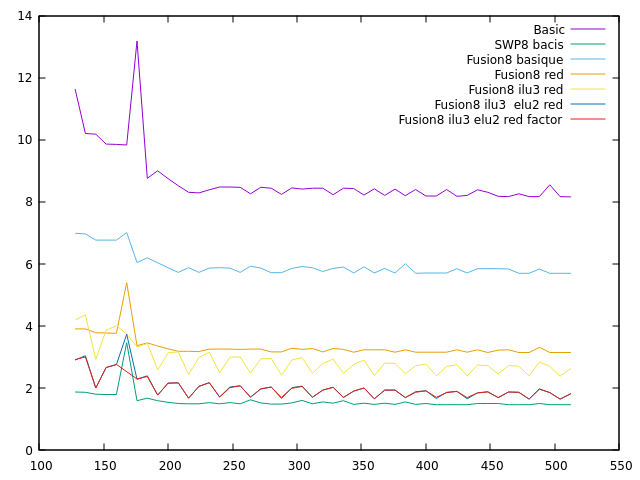 14
Basic
SWP8 bacis
Fusion8 basique
Fusion8 red
Fusion8 ilu3 red
Fusion8 ilu3  elu2 red
Fusion8 ilu3 elu2 red factor
12
10
8
6
4
2
0
100 150 200 250 300 350 400 450 500 550